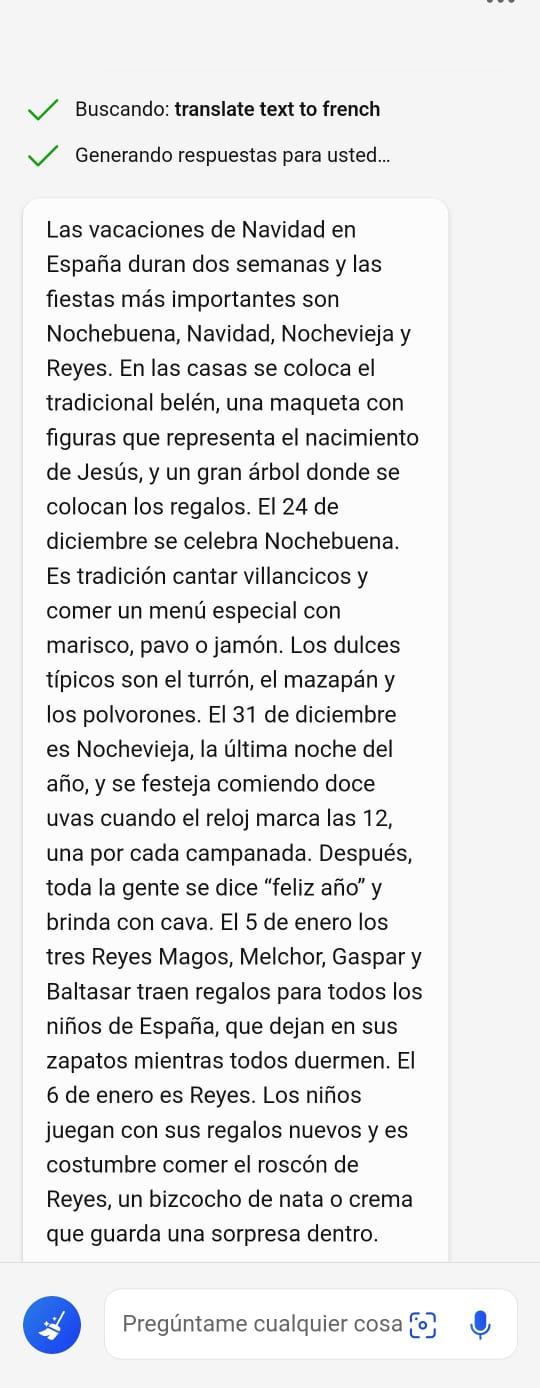 Buscando: translate text to french
Generando respuestas para usted...
Las vacaciones de Navidad en
España duran dos semanas y las
fiestas más importantes son
Nochebuena, Navidad, Nochevieja y
Reyes. En las casas se coloca el
tradicional belén, una maqueta con
figuras que representa el nacimiento
de Jesús, y un gran árbol donde se
colocan los regalos. El 24 de
diciembre se celebra Nochebuena.
Es tradición cantar villancicos y
comer un menú especial con
marisco, pavo o jamón. Los dulces
típicos son el turrón, el mazapán y
los polvorones. El 31 de diciembre
es Nochevieja, la última noche del
año, y se festeja comiendo doce
uvas cuando el reloj marca las 12,
una por cada campanada. Después,
toda la gente se dice “feliz año” y
brinda con cava. El 5 de enero los
tres Reyes Magos, Melchor, Gaspar y
Baltasar traen regalos para todos los
niños de España, que dejan en sus
zapatos mientras todos duermen. El
6 de enero es Reyes. Los niños
juegan con sus regalos nuevos y es
costumbre comer el roscón de
Reyes, un bizcocho de nata o crema
que guarda una sorpresa dentro.
Pregúntame cualquier cosa